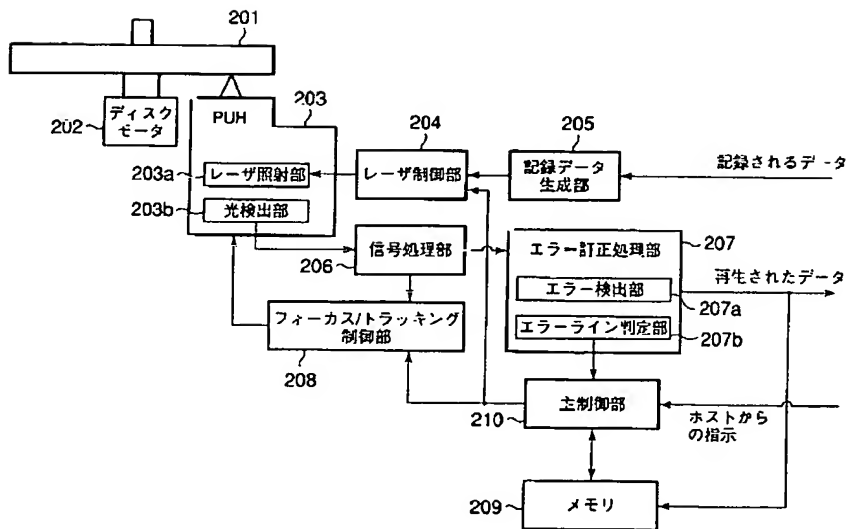 201
ディスク
モータ
202
PUH
203
203a
レーザ照射部
203b
光検出部
204
レーザ制御部
205
記録データ
生成部
記録されるデータ
信号処理部
206
エラー訂正処理部
207
エラー検出部
207a
エラーライン判定部
207b
再生されたデータ
フォーカス/トラッキング
制御部
208
主制御部
210
ホストから
の指示
メモリ
209